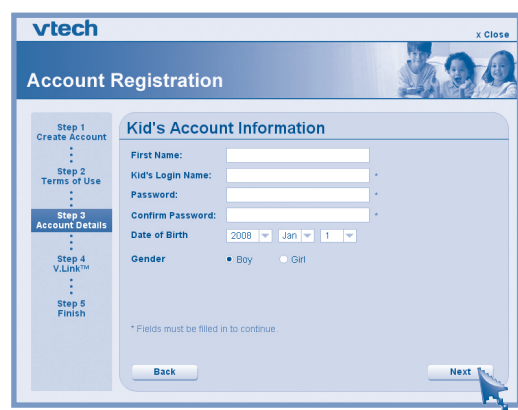 vtech
x Close
Account Registration
Step 1
Create Account
Step 2
Terms of Use
Step 3
Account Details
Step 4
V.Link™
Step 5
Finish
Kid's Account Information
First Name:
Kid's Login Name: *
Password: *
Confirm Password: *
Date of Birth 2008 Jan 1
Gender Boy Girl
* Fields must be filled in to continue.
Back Next